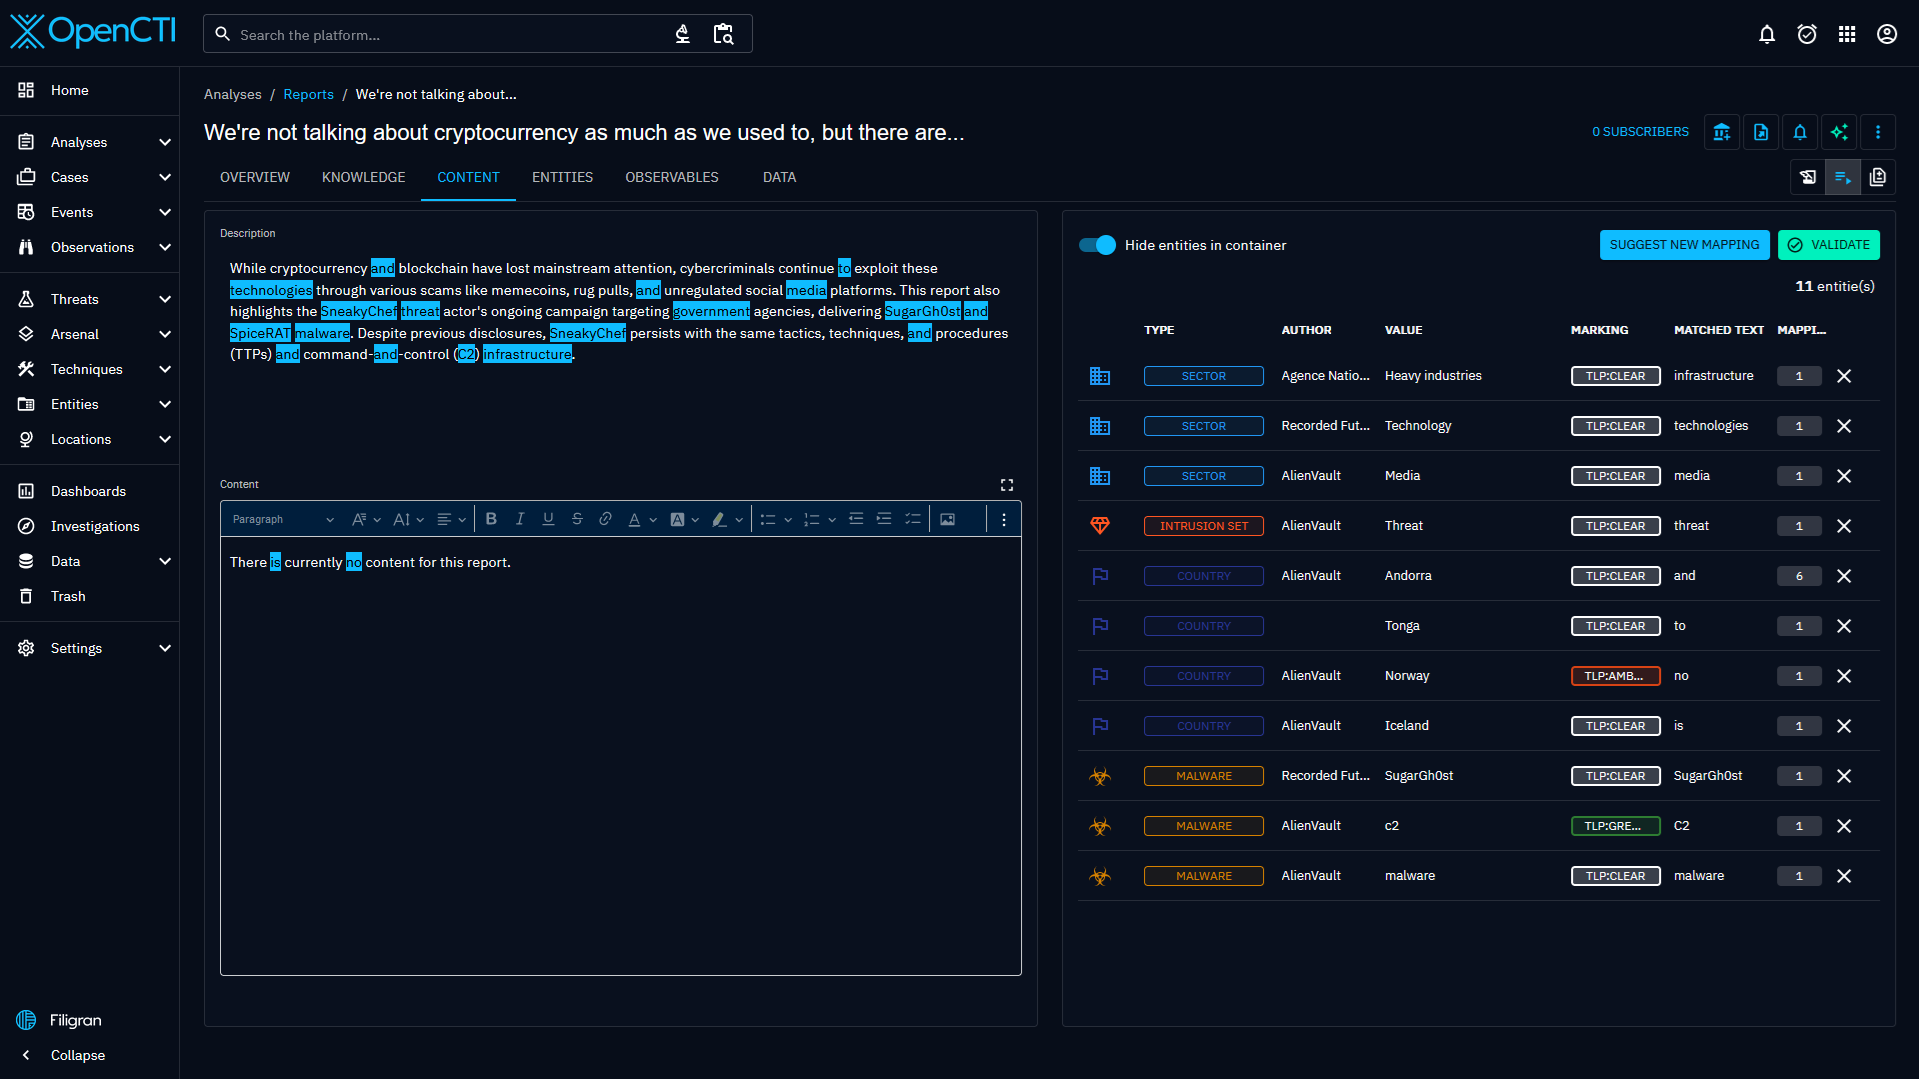 OpenCTI
Search the platform...
Home
Analyses
Cases
Events
Observations
Threats
Arsenal
Techniques
Entities
Locations
Dashboards
Investigations
Data
Trash
Settings
Filigran
Collapse
Analyses / Reports / We're not talking about...
We're not talking about cryptocurrency as much as we used to, but there are...
0 SUBSCRIBERS
OVERVIEW KNOWLEDGE CONTENT ENTITIES OBSERVABLES DATA
Description
While cryptocurrency and blockchain have lost mainstream attention, cybercriminals continue to exploit these
technologies through various scams like memecoins, rug pulls, and unregulated social media platforms. This report also
highlights the SneakyChef threat actor's ongoing campaign targeting government agencies, delivering SugarGh0st and
SpiceRAT malware. Despite previous disclosures, SneakyChef persists with the same tactics, techniques, and procedures
(TTPs) and command-and-control (C2) infrastructure.
Content
Paragraph
There is currently no content for this report.
Hide entities in container
SUGGEST NEW MAPPING
VALIDATE
11 entitie(s)
TYPE AUTHOR VALUE MARKING MATCHED TEXT MAPPI...
SECTOR Agence Natio... Heavy industries TLP:CLEAR infrastructure 1
SECTOR Recorded Fut... Technology TLP:CLEAR technologies 1
SECTOR AlienVault Media TLP:CLEAR media 1
INTRUSION SET AlienVault Threat TLP:CLEAR threat 1
COUNTRY AlienVault Andorra TLP:CLEAR and 6
COUNTRY Tonga TLP:CLEAR to 1
COUNTRY AlienVault Norway TLP:AMB... no 1
COUNTRY AlienVault Iceland TLP:CLEAR is 1
MALWARE Recorded Fut... SugarGh0st TLP:CLEAR SugarGh0st 1
MALWARE AlienVault c2 TLP:GRE... C2 1
MALWARE AlienVault malware TLP:CLEAR malware 1